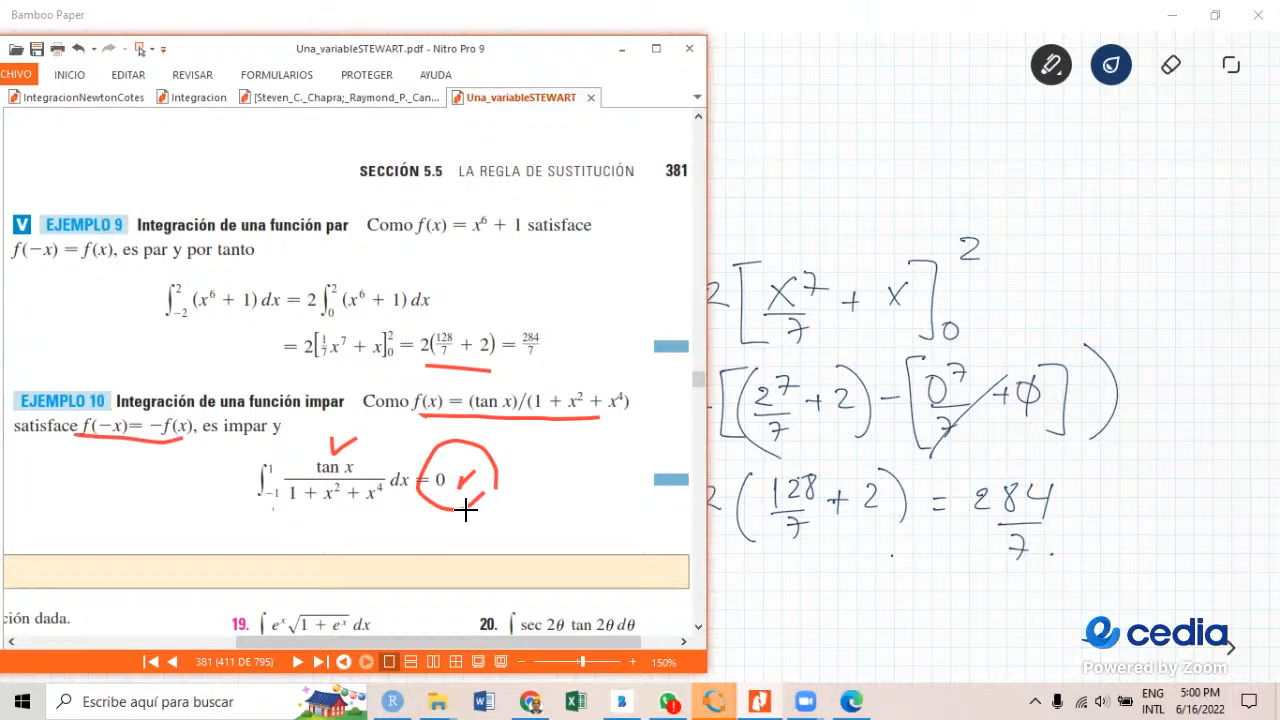 Bamboo Paper
Una_variableSTEWART.pdf - Nitro Pro 9
CHIVO INICIO EDITAR REVISAR FORMULARIOS PROTEGER AYUDA
IntegracionNewtonCotes Integracion [Steven_C._Chapra;_Raymond_P._Can... Una_variableSTEWART
SECCIÓN 5.5 LA REGLA DE SUSTITUCIÓN 381
V EJEMPLO 9 Integración de una función par Como f(x) = x⁶ + 1 satisface
f(−x) = f(x), es par y por tanto
∫₋₂² (x⁶ + 1) dx = 2 ∫₀² (x⁶ + 1) dx
= 2[1/7 x⁷ + x]₀² = 2(128/7 + 2) = 284/7
EJEMPLO 10 Integración de una función impar Como f(x) = (tan x)/(1 + x² + x⁴)
satisface f(−x)= −f(x), es impar y
∫₋₁¹ tan x / (1 + x² + x⁴) dx = 0
ción dada.
19. ∫ eˣ √(1 + eˣ) dx 20. ∫ sec 2θ tan 2θ dθ
381 (411 DE 795) 150%
2 [x⁷/7 + x]₀²
[(2⁷/7 + 2) − [0⁷/7 + 0])
2 (128/7 + 2) = 284/7
cedia
Powered by Zoom
Escribe aquí para buscar
ENG
INTL
5:00 PM
6/16/2022